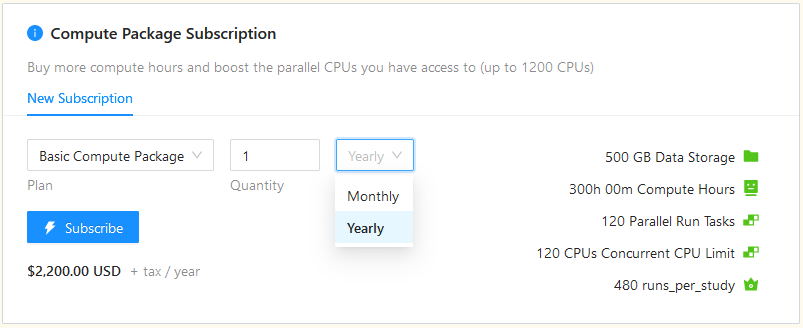 Compute Package Subscription
Buy more compute hours and boost the parallel CPUs you have access to (up to 1200 CPUs)
New Subscription
Basic Compute Package
1
Yearly
Plan
Quantity
Monthly
Yearly
Subscribe
$2,200.00 USD + tax / year
500 GB Data Storage
300h 00m Compute Hours
120 Parallel Run Tasks
120 CPUs Concurrent CPU Limit
480 runs_per_study